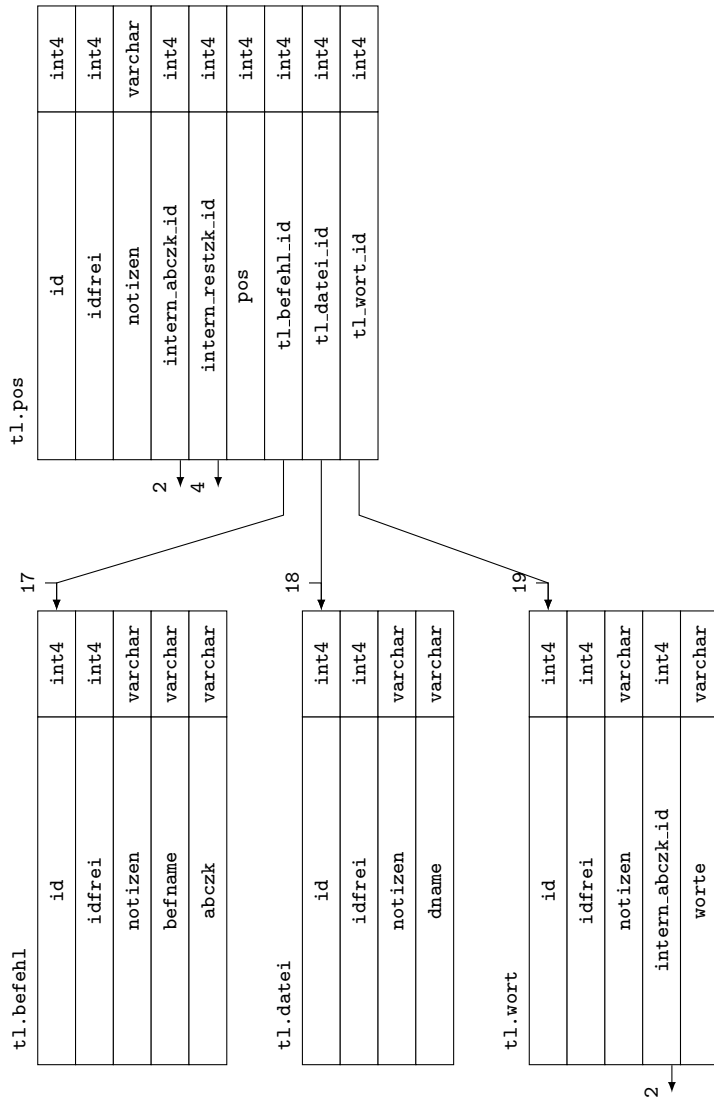 tl.befehl
id int4
idfrei int4
notizen varchar
befname varchar
abczk varchar
17
tl.datei
id int4
idfrei int4
notizen varchar
dname varchar
18
tl.wort
id int4
idfrei int4
notizen varchar
intern_abczk_id int4
worte varchar
2
19
tl.pos
id int4
idfrei int4
notizen varchar
intern_abczk_id int4
intern_restzk_id int4
pos int4
tl_befehl_id int4
tl_datei_id int4
tl_wort_id int4
2
4